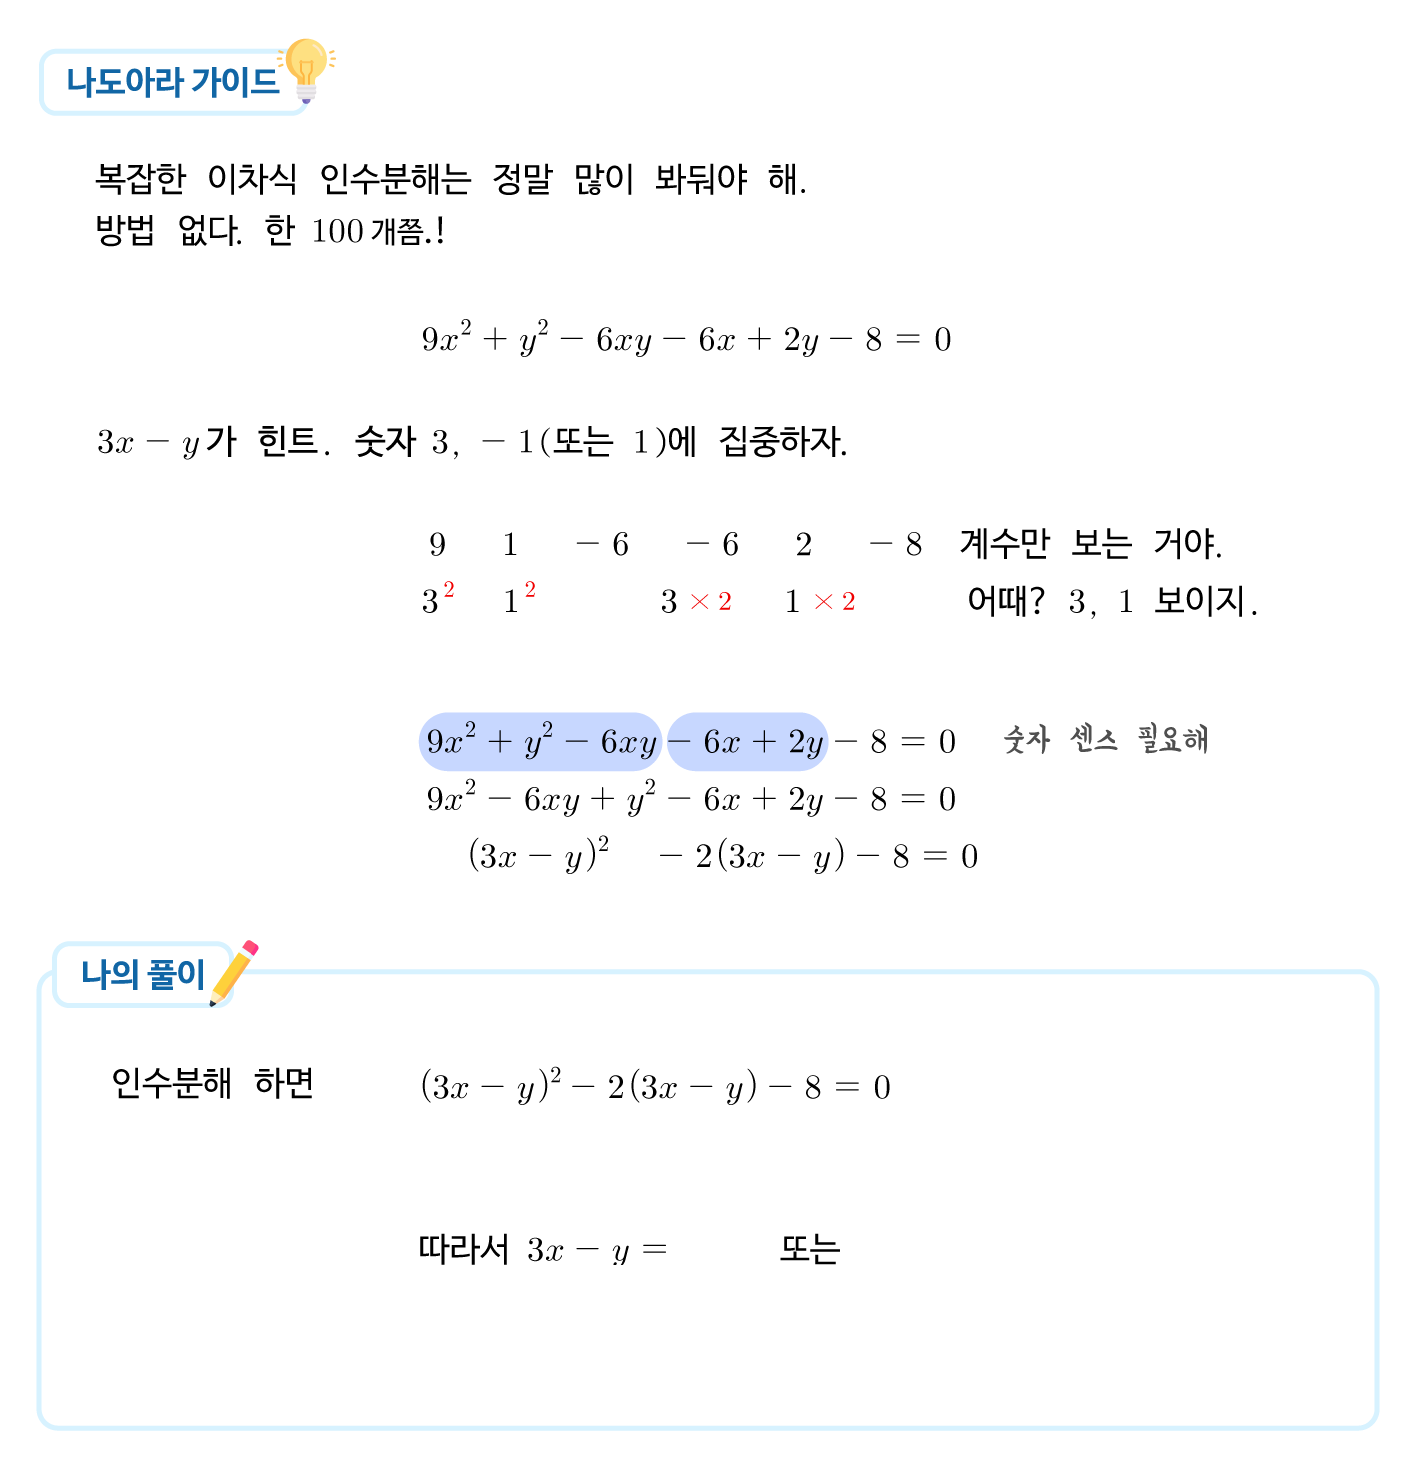 나도아라 가이드
복잡한 이차식 인수분해는 정말 많이 봐둬야 해.
방법 없다. 한 100개쯤.!
9x² + y² − 6xy − 6x + 2y − 8 = 0
3x − y가 힌트. 숫자 3, − 1(또는 1)에 집중하자.
9 1 − 6 − 6 2 − 8 계수만 보는 거야.
3² 1² 3 × 2 1 × 2 어때? 3, 1 보이지.
9x² + y² − 6xy − 6x + 2y − 8 = 0 숫자 센스 필요해
9x² − 6xy + y² − 6x + 2y − 8 = 0
(3x − y)² − 2(3x − y) − 8 = 0
나의 풀이
인수분해 하면 (3x − y)² − 2(3x − y) − 8 = 0
따라서 3x − y = 또는